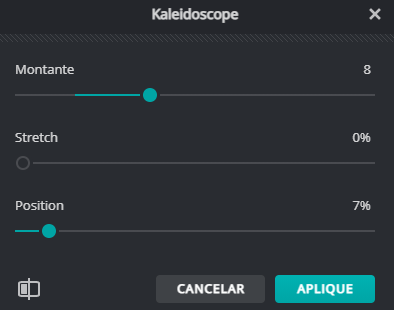 Kaleidoscope
Montante 8
Stretch 0%
Position 7%
CANCELAR APLIQUE